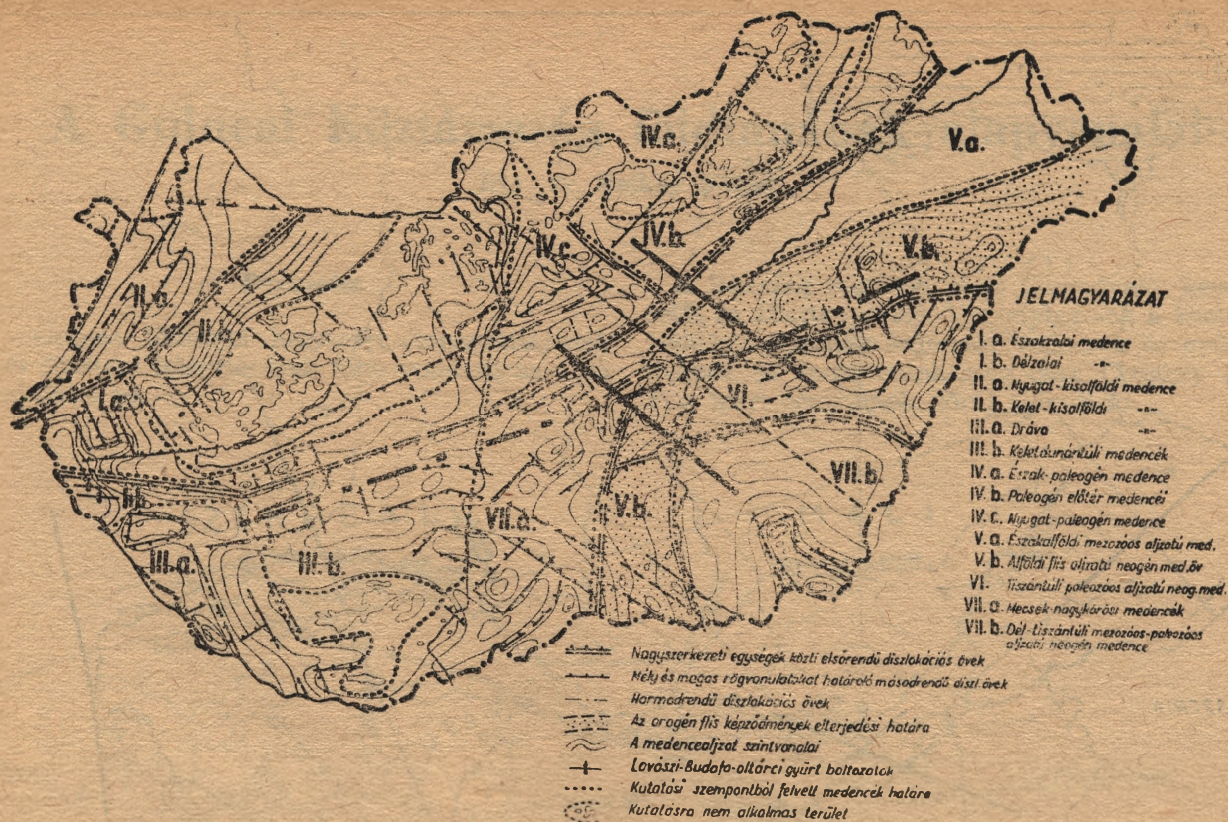 IV.a.
V.a.
IV.b.
IV.c.
V.b.
II.a.
II.b.
I.a.
VI.
VII.b.
I.b.
VII.a.
V.b.
III.a.
III.b.
JELMAGYARÁZAT
I. a. Északzalai medence
I. b. Délzalai -"-
II. a. Nyugat-kisalföldi medence
II. b. Kelet-kisalföldi -"-
III. a. Dráva -"-
III. b. Keletdunántúli medencék
IV. a. Észak-paleogén medence
IV. b. Paleogén előtér medencéi
IV. c. Nyugat-paleogén medence
V. a. Északalföldi mezozóos aljzatú med.
V. b. Alföldi flis aljzatú neogén med. öv
VI. Tiszántúli paleozóos aljzatú neog. med.
VII. a. Mecsek-nagykőrösi medencék
VII. b. Dél-tiszántúli mezozóos-paleozóos
aljzatú neogén medence
Nagyszerkezeti egységek közti elsőrendű diszlokációs övek
Mély és magas rögvonulatokat határoló másodrendű diszl. övek
Harmadrendű diszlokációs övek
Az orogén flis képződmények elterjedési határa
A medencealjzat szintvonalai
Lovászi-Budafa-oltárci gyűrt boltozatok
Kutatási szempontból felvett medencék határa
Kutatásra nem alkalmas terület